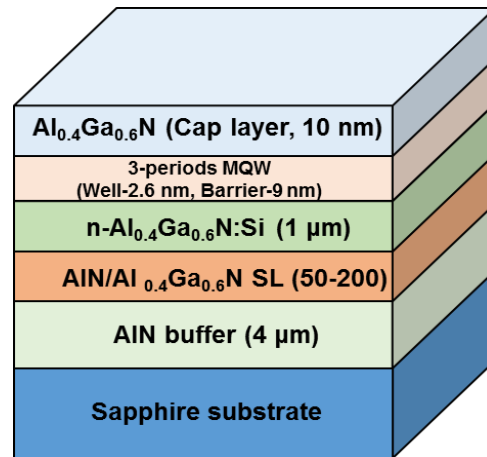 Al₀.₄Ga₀.₆N (Cap layer, 10 nm)
3-periods MQW
(Well-2.6 nm, Barrier-9 nm)
n-Al₀.₄Ga₀.₆N:Si (1 µm)
AlN/Al ₀.₄Ga₀.₆N SL (50-200)
AlN buffer (4 µm)
Sapphire substrate